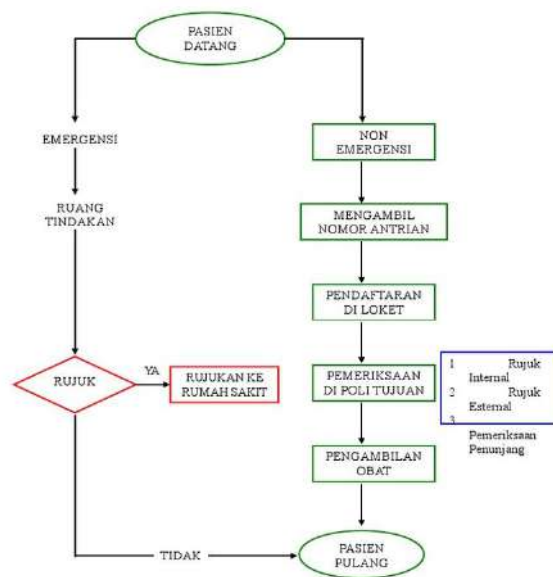 PASIEN
DATANG
EMERGENSI
NON
EMERGENSI
RUANG
TINDAKAN
MENGAMBIL
NOMOR ANTRIAN
PENDAFTARAN
DI LOKET
RUJUK
YA
RUJUKAN KE
RUMAH SAKIT
PEMERIKSAAN
DI POLI TUJUAN
1 Rujuk
Internal
2 Rujuk
External
3
Pemeriksaan
Penunjang
PENGAMBILAN
OBAT
TIDAK
PASIEN
PULANG